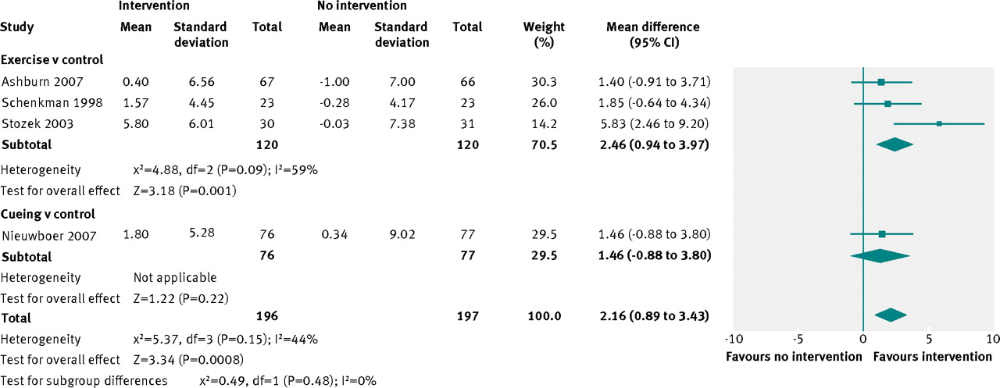 Intervention No intervention
Study Mean Standard deviation Total Mean Standard deviation Total Weight (%) Mean difference (95% CI)
Exercise v control
Ashburn 2007 0.40 6.56 67 -1.00 7.00 66 30.3 1.40 (-0.91 to 3.71)
Schenkman 1998 1.57 4.45 23 -0.28 4.17 23 26.0 1.85 (-0.64 to 4.34)
Stozek 2003 5.80 6.01 30 -0.03 7.38 31 14.2 5.83 (2.46 to 9.20)
Subtotal 120 120 70.5 2.46 (0.94 to 3.97)
Heterogeneity x²=4.88, df=2 (P=0.09); I²=59%
Test for overall effect Z=3.18 (P=0.001)
Cueing v control
Nieuwboer 2007 1.80 5.28 76 0.34 9.02 77 29.5 1.46 (-0.88 to 3.80)
Subtotal 76 77 29.5 1.46 (-0.88 to 3.80)
Heterogeneity Not applicable
Test for overall effect Z=1.22 (P=0.22)
Total 196 197 100.0 2.16 (0.89 to 3.43)
Heterogeneity x²=5.37, df=3 (P=0.15); I²=44%
Test for overall effect Z=3.34 (P=0.0008)
Test for subgroup differences x²=0.49, df=1 (P=0.48); I²=0%
-10 0 5 10
Favours no intervention Favours intervention